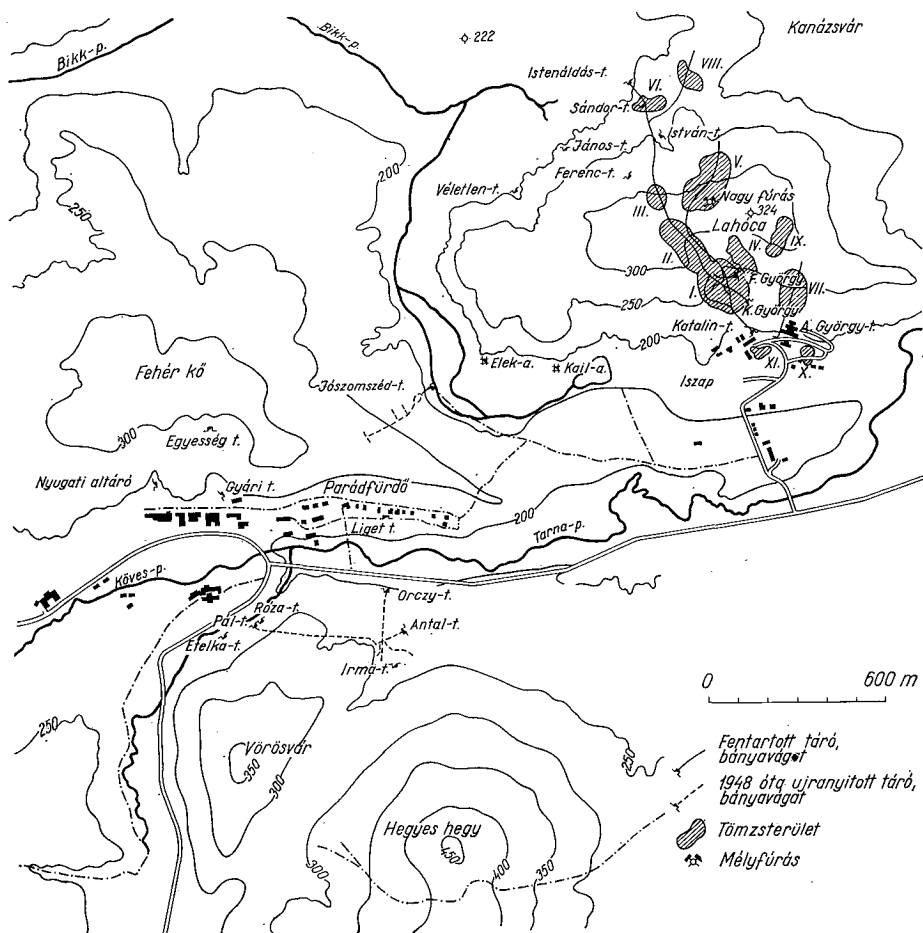 Kanázsvár
222
Bikk-p.
Bikk-p.
VIII.
Istenáldás-t.
VI.
Sándor-t.
István-t.
János-t.
V.
Ferenc-t.
200
250
Véletlen-t.
Nagy fúrás
324
III.
Lahóca
IV.
IX.
II.
300
F. György
VII.
I.
250
K. György
Katalin-t.
A. György-t.
200
XI.
X.
Elek-a.
Kail-a.
Iszap
Fehér kő
Jószomszéd-t.
300
Egyesség t.
Nyugati altáró
Gyári t.
Parádfürdő
200
Liget t.
Tarna-p.
Köves-p.
Orczy-t.
Róza-t.
Pál-t.
Antal-t.
Etelka-t.
Irma-t.
0 600 m
250
Vörösvár
350
300
250
Fentartott táró,
bányavágat
1948 óta ujranyitott táró,
bányavágat
Tömzsterület
Mélyfúrás
Hegyes hegy
450
300
400
350